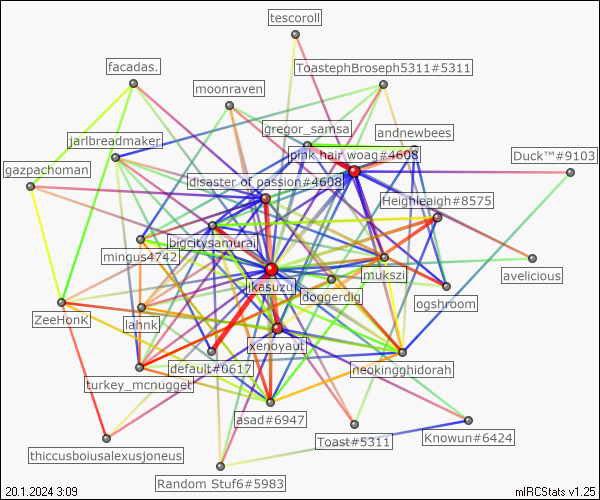 tescoroll
facadas.
ToastephBroseph5311#5311
moonraven
gregor_samsa
andnewbees
jarlbreadmaker
pink hair woag#4608
Duck™#9103
gazpachoman
disaster of passion#4608
Heighleaigh#8575
bigcitysamurai
mingus4742
mukszi
avelicious
ikasuzu
doggerdig
ogshroom
ZeeHonK
lahnk
xenoyaut
default#0617
neokingghidorah
turkey_mcnugget
asad#6947
Toast#5311
Knowun#6424
thiccusboiusalexusjoneus
Random Stuf6#5983
20.1.2024 3:09
mIRCStats v1.25